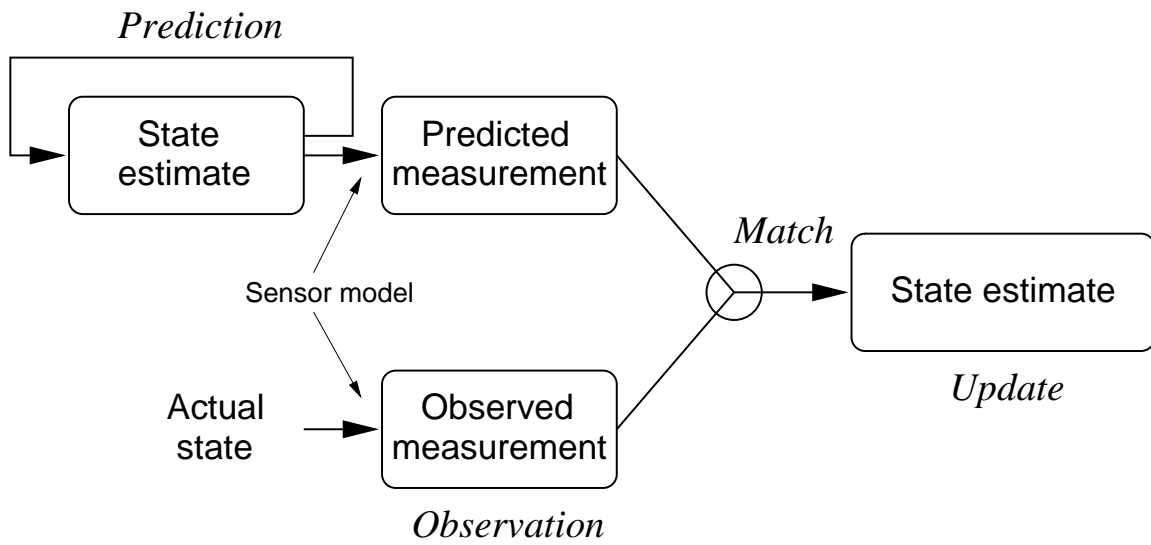 Prediction
State
estimate
Predicted
measurement
Match
State estimate
Update
Sensor model
Actual
state
Observed
measurement
Observation